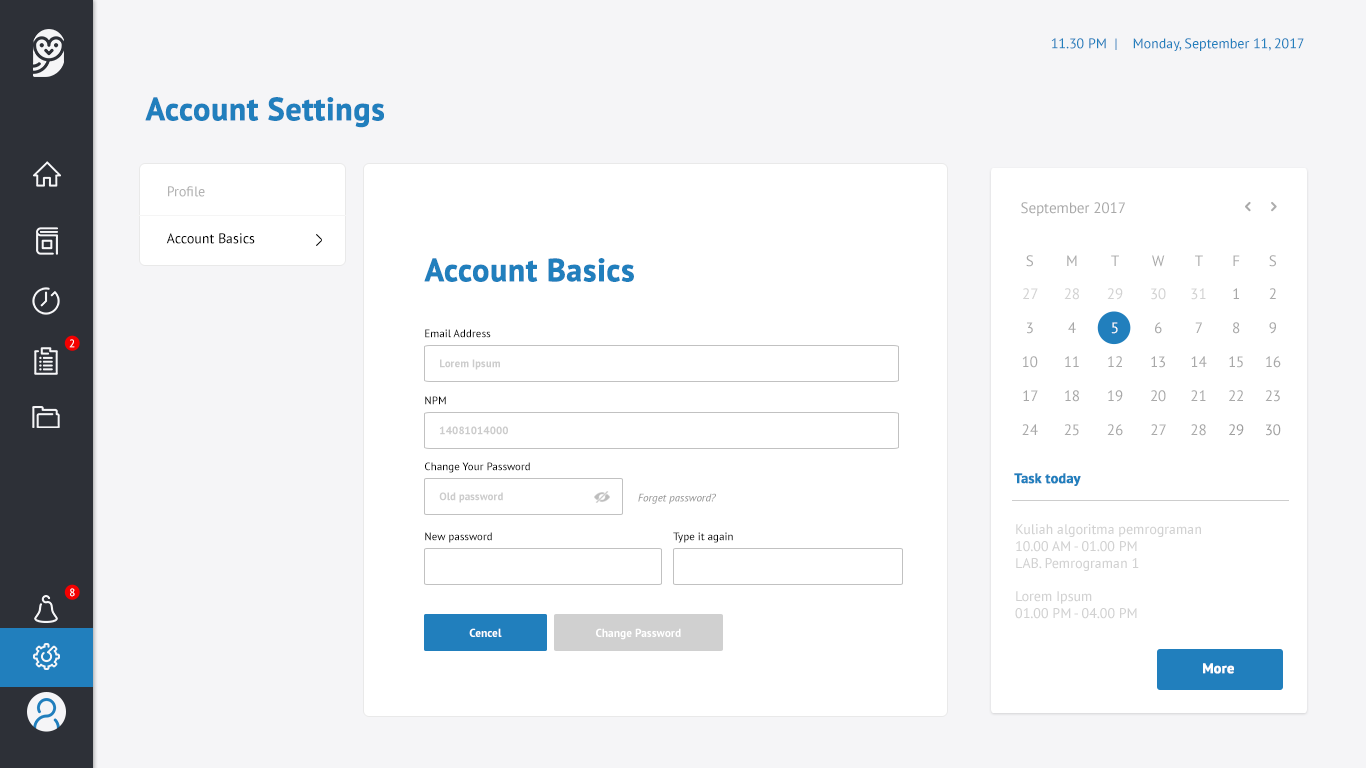 11.30 PM | Monday, September 11, 2017
Account Settings
Profile
Account Basics
2
8
Account Basics
Email Address
Lorem Ipsum
NPM
14081014000
Change Your Password
Old password
Forget password?
New password Type it again
Cencel Change Password
September 2017
S M T W T F S
27 28 29 30 31 1 2
3 4 5 6 7 8 9
10 11 12 13 14 15 16
17 18 19 20 21 22 23
24 25 26 27 28 29 30
Task today
Kuliah algoritma pemrograman
10.00 AM - 01.00 PM
LAB. Pemrograman 1
Lorem Ipsum
01.00 PM - 04.00 PM
More